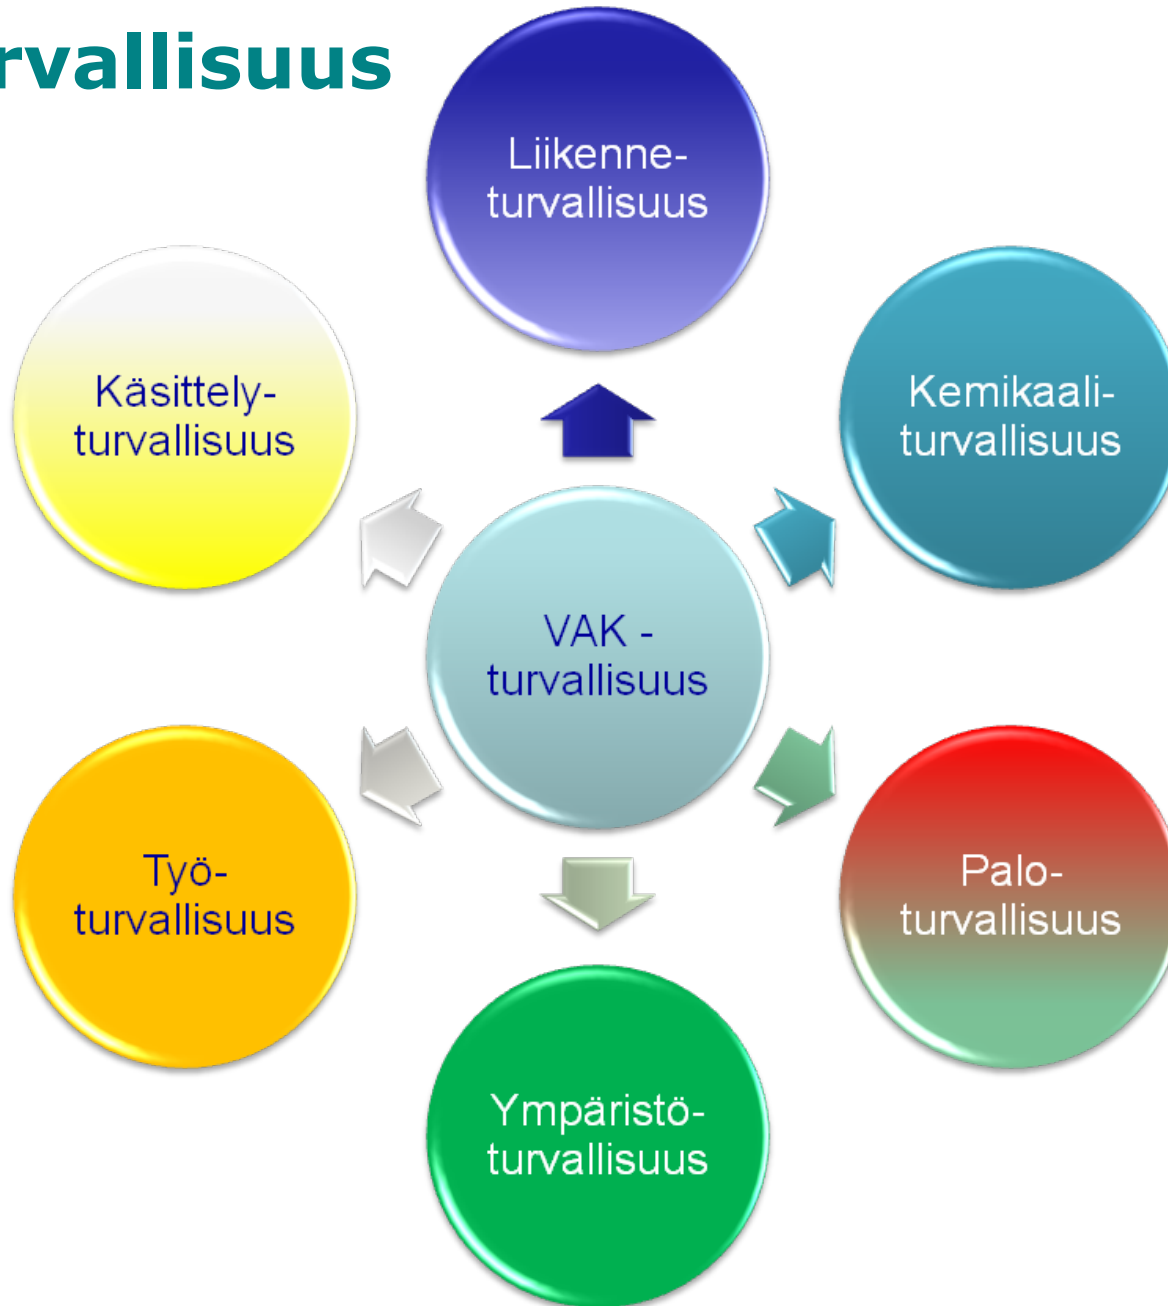 rvallisuus
Liikenne-
turvallisuus
Käsittely-
turvallisuus
Kemikaali-
turvallisuus
VAK -
turvallisuus
Työ-
turvallisuus
Palo-
turvallisuus
Ympäristö-
turvallisuus